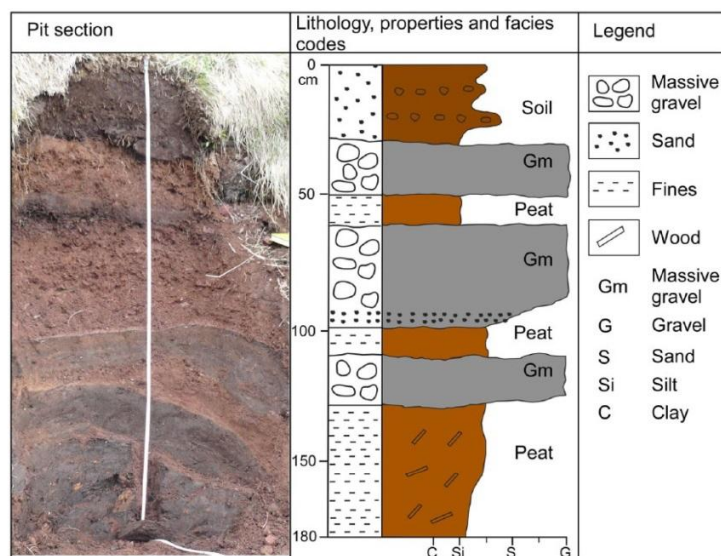 Pit section
Lithology, properties and facies
codes
Legend
0
cm
50
100
150
180
Soil
Gm
Peat
Gm
Peat
Gm
Peat
C Si S G
Massive
gravel
Sand
Fines
Wood
Gm Massive
gravel
G Gravel
S Sand
Si Silt
C Clay